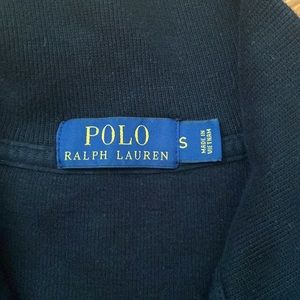 POLO
RALPH LAUREN
S
MADE IN
VIETNAM